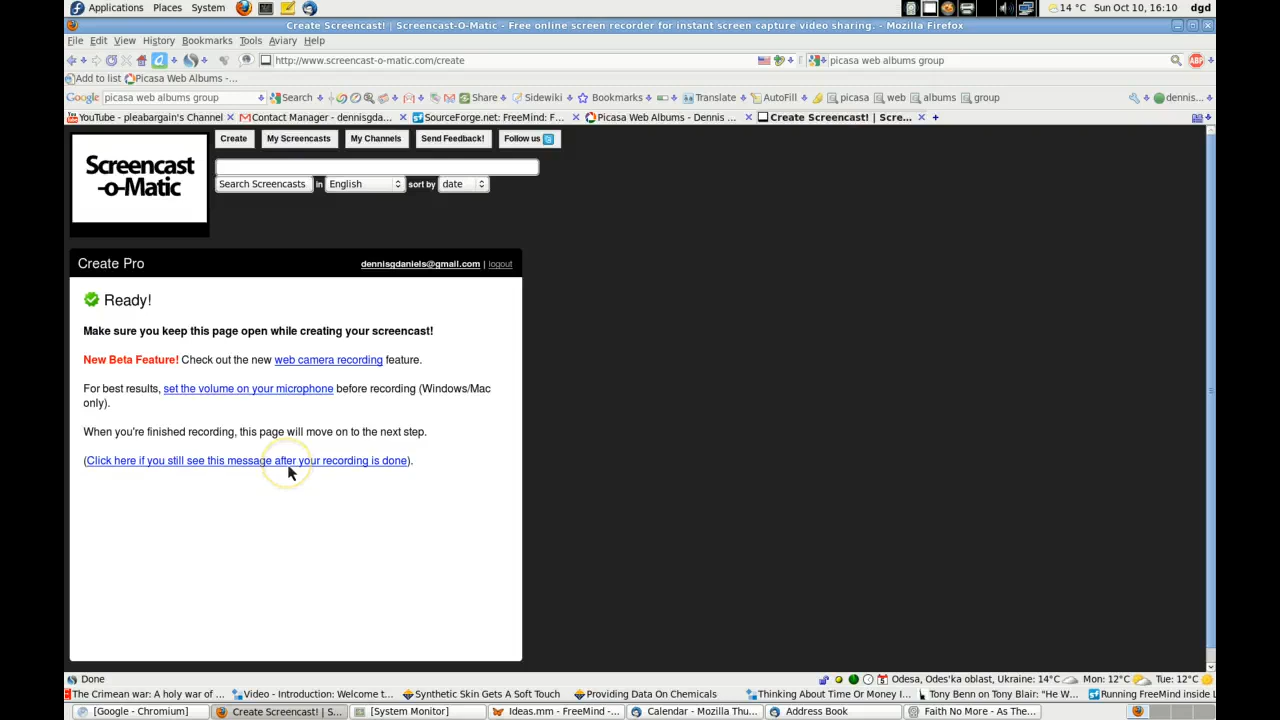 Applications Places System 14 °C Sun Oct 10, 16:10 dgd
Create Screencast! | Screencast-O-Matic - Free online screen recorder for instant screen capture video sharing. - Mozilla Firefox
File Edit View History Bookmarks Tools Aviary Help
http://www.screencast-o-matic.com/create picasa web albums group ABP
Add to list Picasa Web Albums -...
Google picasa web albums group Search Share Sidewiki Bookmarks Translate AutoFill picasa web albums group dennis...
YouTube - pleabargain's Channel Contact Manager - dennisgda... SourceForge.net: FreeMind: F... Picasa Web Albums - Dennis ... Create Screencast! | Scre...
Create My Screencasts My Channels Send Feedback! Follow us
Screencast
-o-Matic
Search Screencasts in English sort by date
Create Pro dennisgdaniels@gmail.com | logout
Ready!
Make sure you keep this page open while creating your screencast!
New Beta Feature! Check out the new web camera recording feature.
For best results, set the volume on your microphone before recording (Windows/Mac
only).
When you're finished recording, this page will move on to the next step.
(Click here if you still see this message after your recording is done).
Done Odesa, Odes'ka oblast, Ukraine: 14°C Mon: 12°C Tue: 12°C
The Crimean war: A holy war of ... Video - Introduction: Welcome t... Synthetic Skin Gets A Soft Touch Providing Data On Chemicals Thinking About Time Or Money I... Tony Benn on Tony Blair: "He W... Running FreeMind inside L
[Google - Chromium] Create Screencast! | S... [System Monitor] Ideas.mm - FreeMind -... Calendar - Mozilla Thu... Address Book Faith No More - As The...